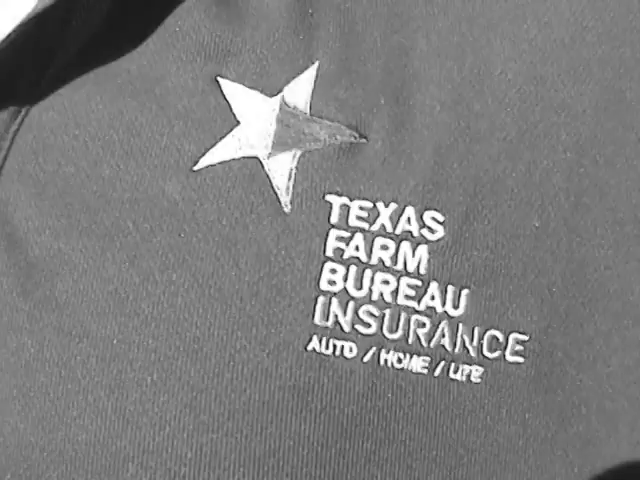 TEXAS
FARM
BUREAU
INSURANCE
AUTO / HOME / LIFE